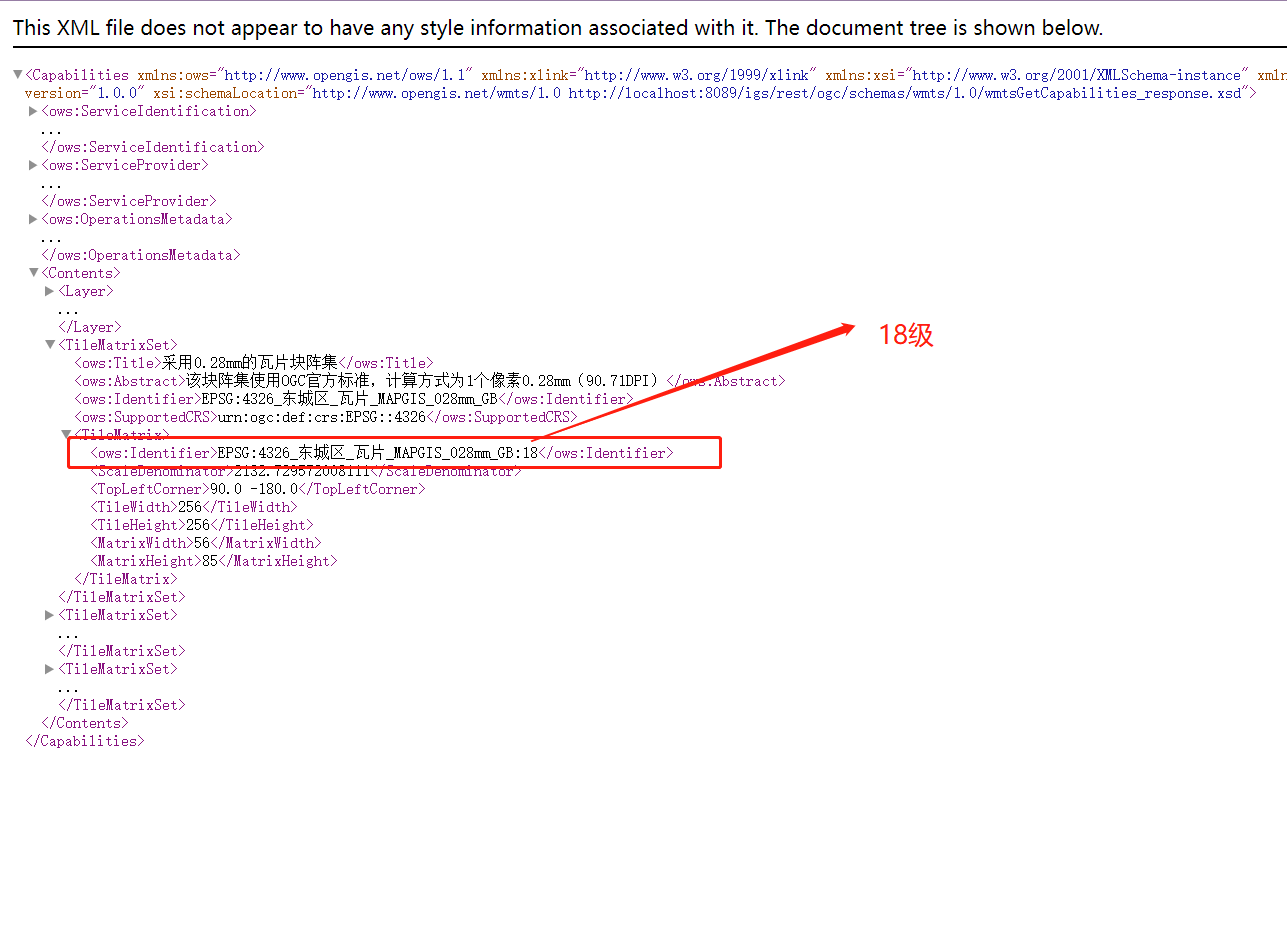 This XML file does not appear to have any style information associated with it. The document tree is shown below.
▼<Capabilities xmlns:ows="http://www.opengis.net/ows/1.1" xmlns:xlink="http://www.w3.org/1999/xlink" xmlns:xsi="http://www.w3.org/2001/XMLSchema-instance" xmln
version="1.0.0" xsi:schemaLocation="http://www.opengis.net/wmts/1.0 http://localhost:8089/igs/rest/ogc/schemas/wmts/1.0/wmtsGetCapabilities_response.xsd">
▶<ows:ServiceIdentification>
...
</ows:ServiceIdentification>
▶<ows:ServiceProvider>
...
</ows:ServiceProvider>
▶<ows:OperationsMetadata>
...
</ows:OperationsMetadata>
▼<Contents>
▶<Layer>
...
</Layer>
18级
▼<TileMatrixSet>
<ows:Title>采用0.28mm的瓦片块阵集</ows:Title>
<ows:Abstract>该块阵集使用OGC官方标准，计算方式为1个像素0.28mm（90.71DPI）</ows:Abstract>
<ows:Identifier>EPSG:4326_东城区_瓦片_MAPGIS_028mm_GB</ows:Identifier>
<ows:SupportedCRS>urn:ogc:def:crs:EPSG::4326</ows:SupportedCRS>
▼<TileMatrix>
<ows:Identifier>EPSG:4326_东城区_瓦片_MAPGIS_028mm_GB:18</ows:Identifier>
<ScaleDenominator>2132.729572008111</ScaleDenominator>
<TopLeftCorner>90.0 -180.0</TopLeftCorner>
<TileWidth>256</TileWidth>
<TileHeight>256</TileHeight>
<MatrixWidth>56</MatrixWidth>
<MatrixHeight>85</MatrixHeight>
</TileMatrix>
</TileMatrixSet>
▶<TileMatrixSet>
...
</TileMatrixSet>
▶<TileMatrixSet>
...
</TileMatrixSet>
</Contents>
</Capabilities>